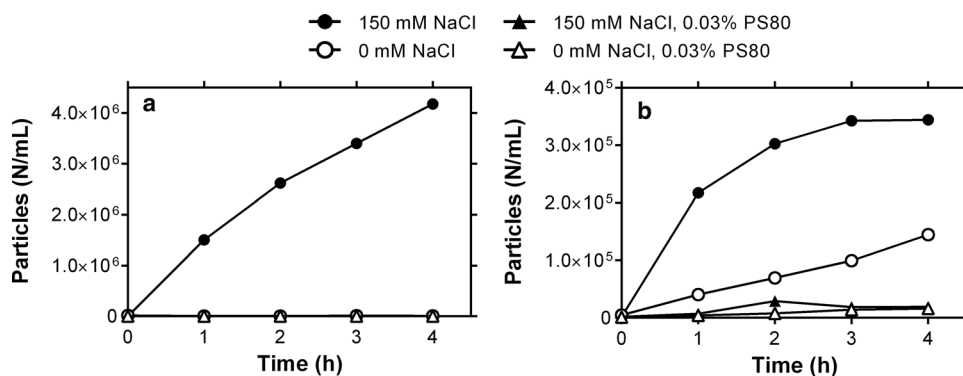 150 mM NaCl
150 mM NaCl, 0.03% PS80
0 mM NaCl
0 mM NaCl, 0.03% PS80
a
Particles (N/mL)
4.0×10⁶
3.0×10⁶
2.0×10⁶
1.0×10⁶
0
0 1 2 3 4
Time (h)
b
Particles (N/mL)
4.0×10⁵
3.0×10⁵
2.0×10⁵
1.0×10⁵
0
0 1 2 3 4
Time (h)